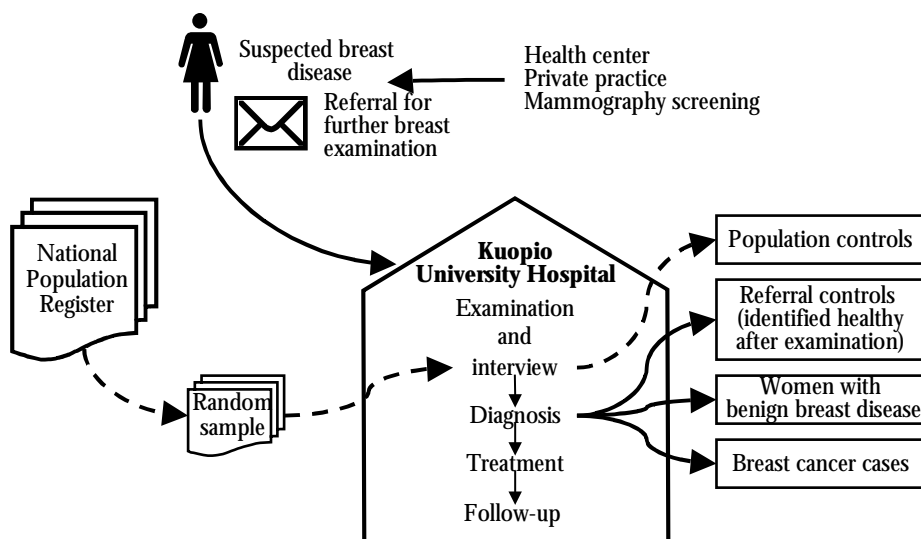 Suspected breast
disease
Referral for
further breast
examination
Health center
Private practice
Mammography screening
National
Population
Register
Random
sample
Kuopio
University Hospital
Examination
and
interview
Diagnosis
Treatment
Follow-up
Population controls
Referral controls
(identified healthy
after examination)
Women with
benign breast disease
Breast cancer cases